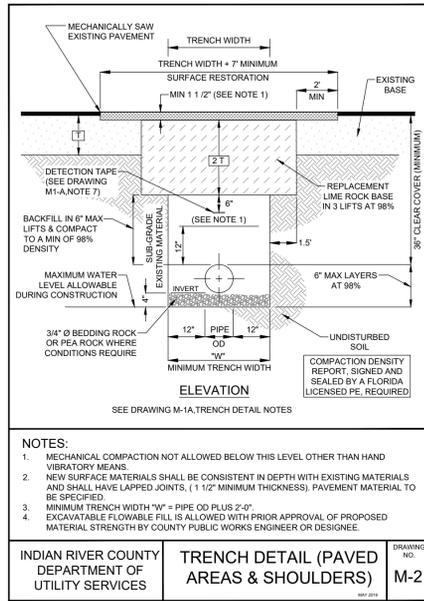 MECHANICALLY SAW
EXISTING PAVEMENT
TRENCH WIDTH
TRENCH WIDTH + 7' MINIMUM
SURFACE RESTORATION
MIN 1 1/2" (SEE NOTE 1)
2'
MIN
EXISTING
BASE
T
2 T
DETECTION TAPE
(SEE DRAWING
M1-A,NOTE 7)
6"
(SEE NOTE 1)
REPLACEMENT
LIME ROCK BASE
IN 3 LIFTS AT 98%
36" CLEAR COVER (MINIMUM)
BACKFILL IN 6" MAX
LIFTS & COMPACT
TO A MIN OF 98%
DENSITY
SUB-GRADE
EXISTING MATERIAL
12"
1.5'
MAXIMUM WATER
LEVEL ALLOWABLE
DURING CONSTRUCTION
4"
INVERT
6" MAX LAYERS
AT 98%
3/4" Ø BEDDING ROCK
OR PEA ROCK WHERE
CONDITIONS REQUIRE
12"
PIPE
OD
12"
"W"
MINIMUM TRENCH WIDTH
UNDISTURBED
SOIL
COMPACTION DENSITY
REPORT, SIGNED AND
SEALED BY A FLORIDA
LICENSED PE, REQUIRED
ELEVATION
SEE DRAWING M-1A,TRENCH DETAIL NOTES
NOTES:
1. MECHANICAL COMPACTION NOT ALLOWED BELOW THIS LEVEL OTHER THAN HAND
VIBRATORY MEANS.
2. NEW SURFACE MATERIALS SHALL BE CONSISTENT IN DEPTH WITH EXISTING MATERIALS
AND SHALL HAVE LAPPED JOINTS, ( 1 1/2" MINIMUM THICKNESS). PAVEMENT MATERIAL TO
BE SPECIFIED.
3. MINIMUM TRENCH WIDTH "W" = PIPE OD PLUS 2'-0".
4. EXCAVATABLE FLOWABLE FILL IS ALLOWED WITH PRIOR APPROVAL OF PROPOSED
MATERIAL STRENGTH BY COUNTY PUBLIC WORKS ENGINEER OR DESIGNEE.
INDIAN RIVER COUNTY
DEPARTMENT OF
UTILITY SERVICES
TRENCH DETAIL (PAVED
AREAS & SHOULDERS)
MAY 2019
DRAWING
NO.
M-2